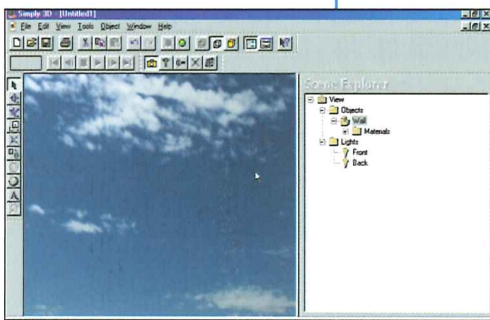 Simply 3D - [Untitled1]
File Edit View Tools Object Window Help
Scene Explorer
View
Objects
Wall
Materials
Lights
Front
Back